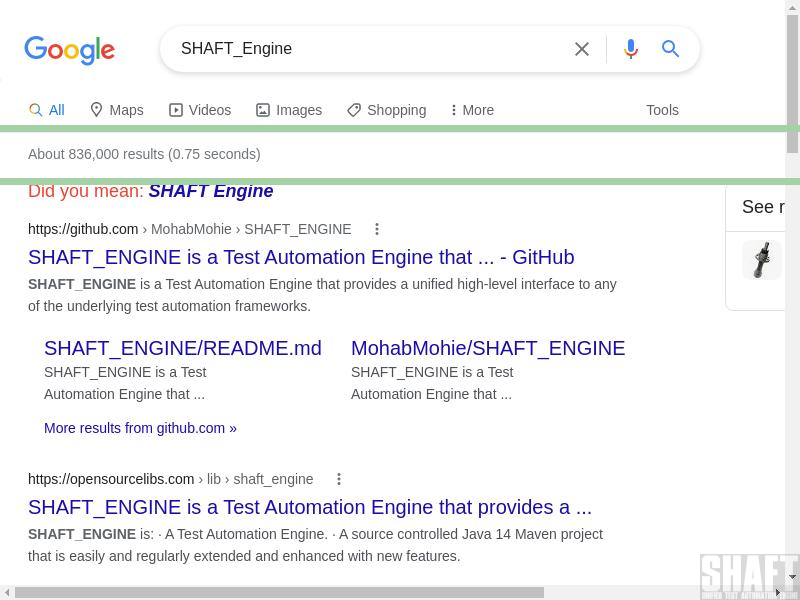 Google
SHAFT_Engine
All
Maps
Videos
Images
Shopping
More
Tools
About 836,000 results (0.75 seconds)
Did you mean: SHAFT Engine
See r
https://github.com › MohabMohie › SHAFT_ENGINE
SHAFT_ENGINE is a Test Automation Engine that ... - GitHub
SHAFT_ENGINE is a Test Automation Engine that provides a unified high-level interface to any
of the underlying test automation frameworks.
SHAFT_ENGINE/README.md
SHAFT_ENGINE is a Test
Automation Engine that ...
MohabMohie/SHAFT_ENGINE
SHAFT_ENGINE is a Test
Automation Engine that ...
More results from github.com »
https://opensourcelibs.com › lib › shaft_engine
SHAFT_ENGINE is a Test Automation Engine that provides a ...
SHAFT_ENGINE is: · A Test Automation Engine. · A source controlled Java 14 Maven project
that is easily and regularly extended and enhanced with new features.
SHAFT